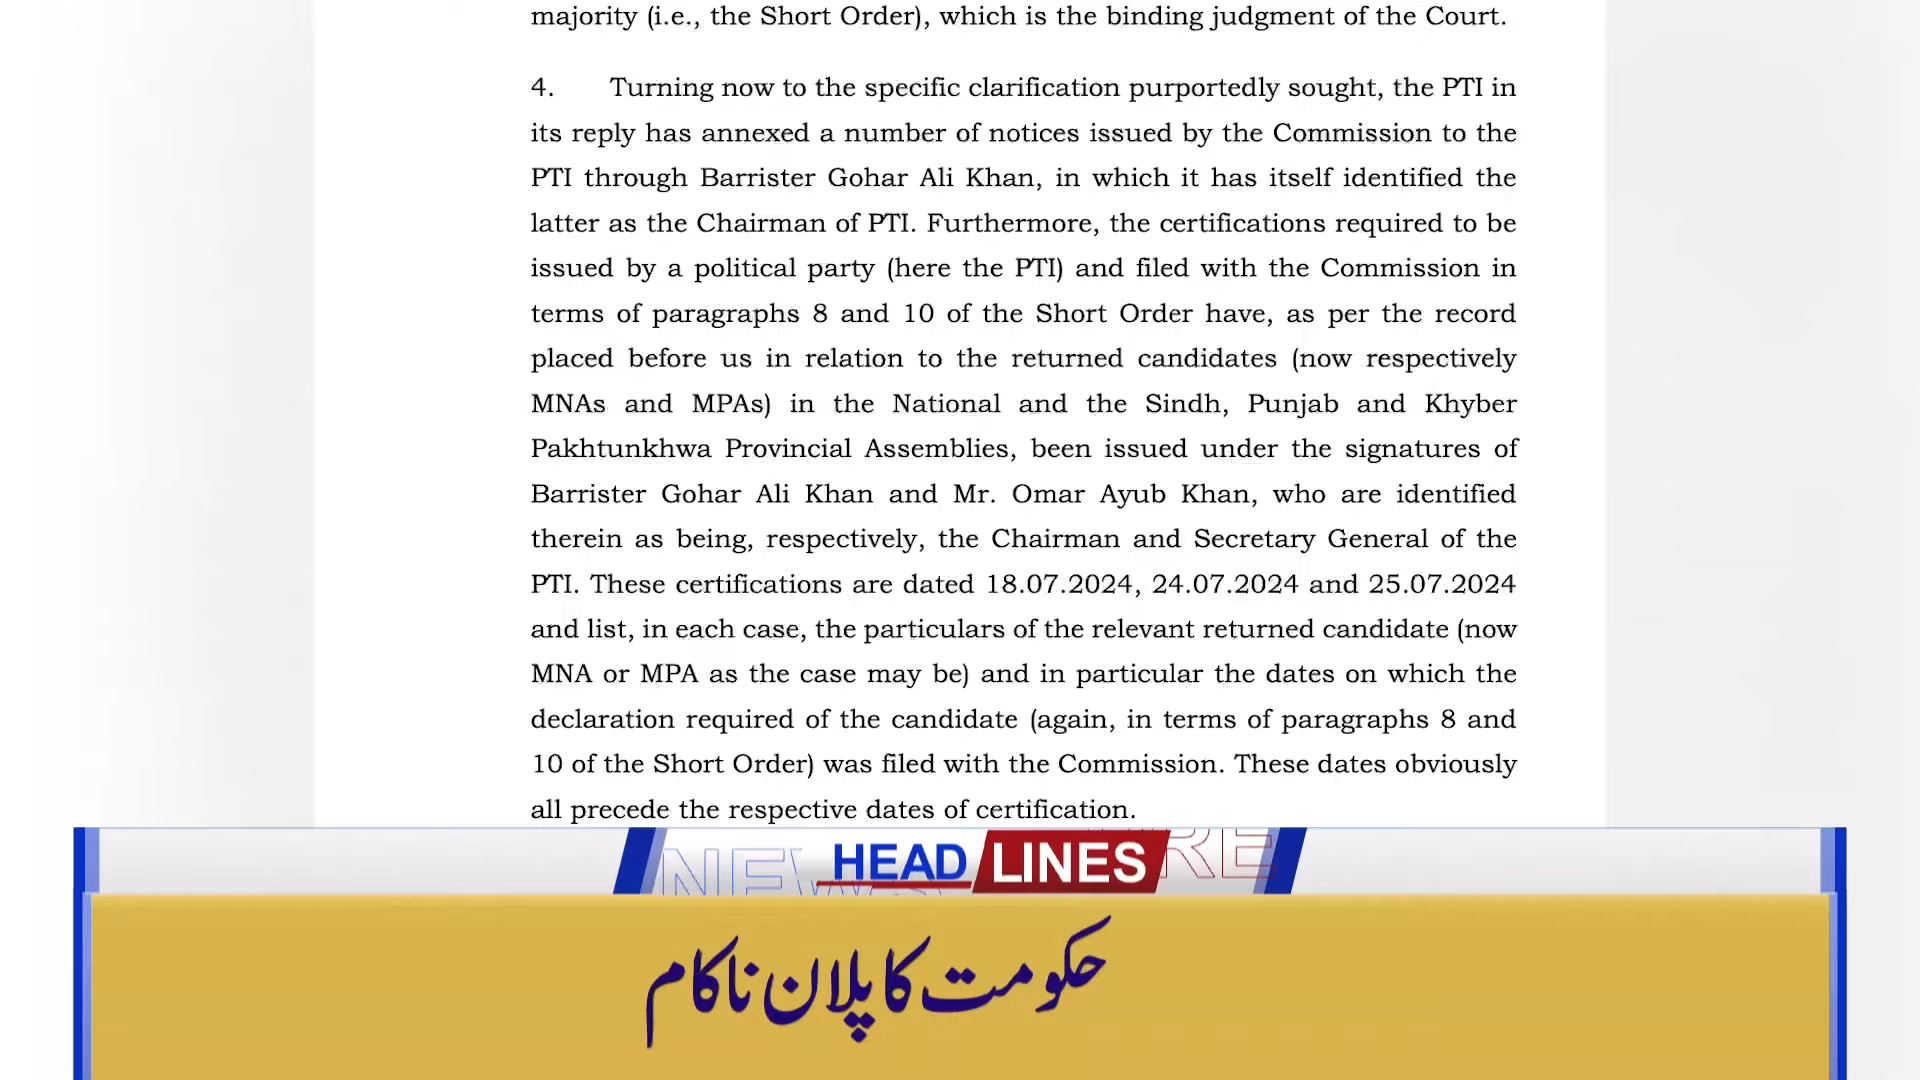 majority (i.e., the Short Order), which is the binding judgment of the Court.
4. Turning now to the specific clarification purportedly sought, the PTI in
its reply has annexed a number of notices issued by the Commission to the
PTI through Barrister Gohar Ali Khan, in which it has itself identified the
latter as the Chairman of PTI. Furthermore, the certifications required to be
issued by a political party (here the PTI) and filed with the Commission in
terms of paragraphs 8 and 10 of the Short Order have, as per the record
placed before us in relation to the returned candidates (now respectively
MNAs and MPAs) in the National and the Sindh, Punjab and Khyber
Pakhtunkhwa Provincial Assemblies, been issued under the signatures of
Barrister Gohar Ali Khan and Mr. Omar Ayub Khan, who are identified
therein as being, respectively, the Chairman and Secretary General of the
PTI. These certifications are dated 18.07.2024, 24.07.2024 and 25.07.2024
and list, in each case, the particulars of the relevant returned candidate (now
MNA or MPA as the case may be) and in particular the dates on which the
declaration required of the candidate (again, in terms of paragraphs 8 and
10 of the Short Order) was filed with the Commission. These dates obviously
all precede the respective dates of certification.
HEADLINES
حکومت کا پلان ناکام